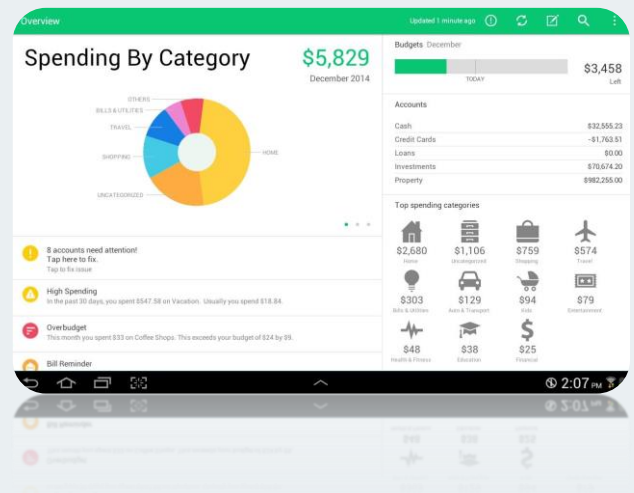 Overview
Updated 1 minute ago
Spending By Category
$5,829
December 2014
OTHERS
BILLS & UTILITIES
TRAVEL
SHOPPING
HOME
UNCATEGORIZED
8 accounts need attention!
Tap here to fix.
Tap to fix issue
High Spending
In the past 30 days, you spent $547.58 on Vacation. Usually you spend $18.84.
Overbudget
This month you spent $33 on Coffee Shops. This exceeds your budget of $24 by $9.
Bill Reminder
Budgets December
TODAY
$3,458
Left
Accounts
Cash $32,555.23
Credit Cards -$1,763.51
Loans $0.00
Investments $70,674.20
Property $982,255.00
Top spending categories
$2,680 $1,106 $759 $574
Home Uncategorized Shopping Travel
$303 $129 $94 $79
Bills & Utilities Auto & Transport Kids Entertainment
$48 $38 $25
Health & Fitness Education Financial
2:07 PM